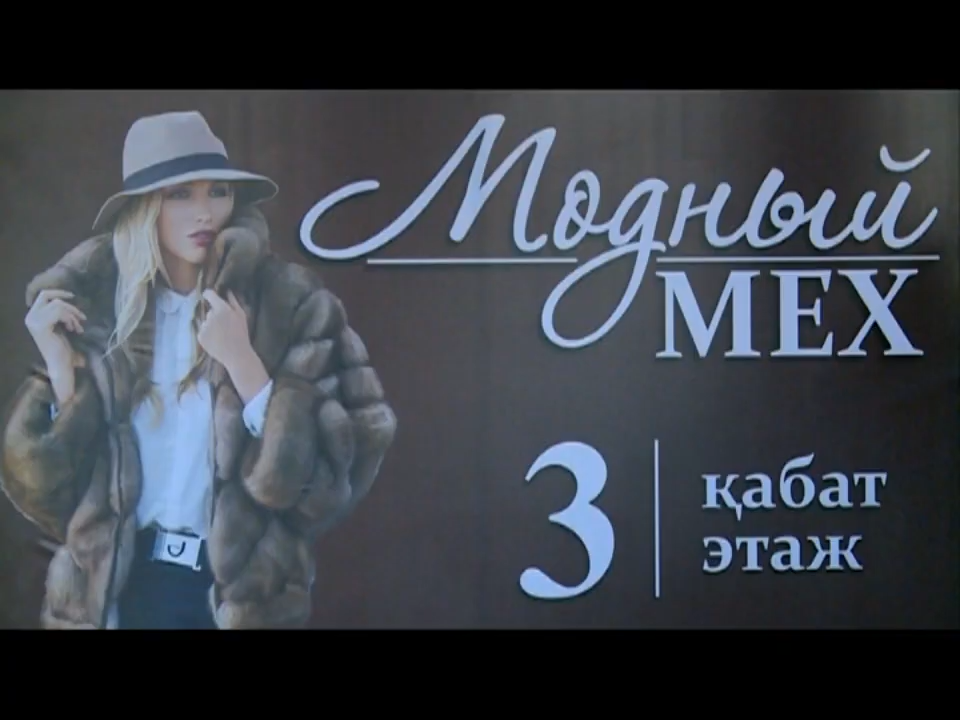 Модный
МЕХ
3
қабат
этаж